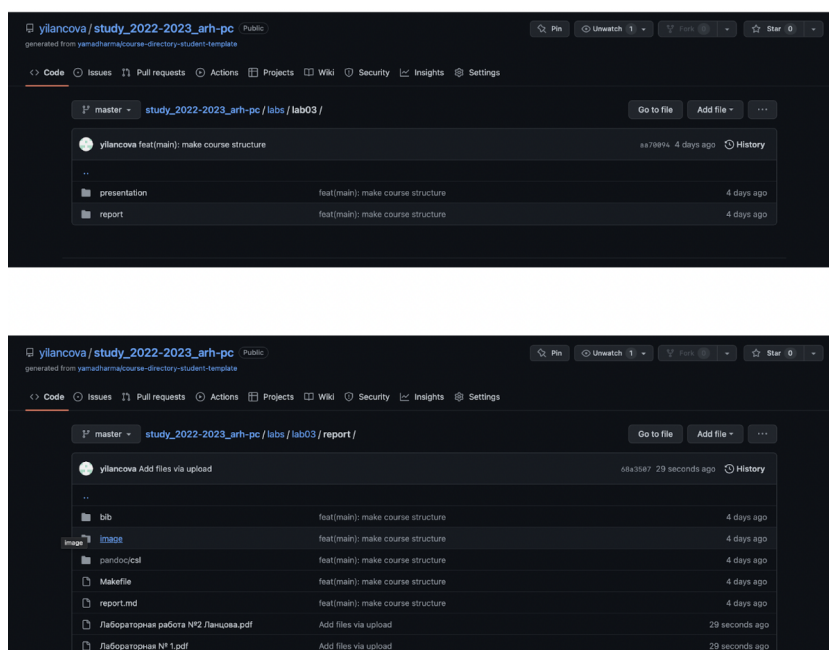 yilancova / study_2022-2023_arh-pc Public Pin Unwatch 1 Fork 0 Star 0
generated from yamadharma/course-directory-student-template
<> Code Issues Pull requests Actions Projects Wiki Security Insights Settings
master study_2022-2023_arh-pc / labs / lab03 / Go to file Add file ...
yilancova feat(main): make course structure aa70094 4 days ago History
..
presentation feat(main): make course structure 4 days ago
report feat(main): make course structure 4 days ago
yilancova / study_2022-2023_arh-pc Public Pin Unwatch 1 Fork 0 Star 0
generated from yamadharma/course-directory-student-template
<> Code Issues Pull requests Actions Projects Wiki Security Insights Settings
master study_2022-2023_arh-pc / labs / lab03 / report / Go to file Add file ...
yilancova Add files via upload 68a3507 29 seconds ago History
..
bib feat(main): make course structure 4 days ago
image feat(main): make course structure 4 days ago
image
pandoc/csl feat(main): make course structure 4 days ago
Makefile feat(main): make course structure 4 days ago
report.md feat(main): make course structure 4 days ago
Лабораторная работа №2 Ланцова.pdf Add files via upload 29 seconds ago
Лабораторная № 1.pdf Add files via upload 29 seconds ago